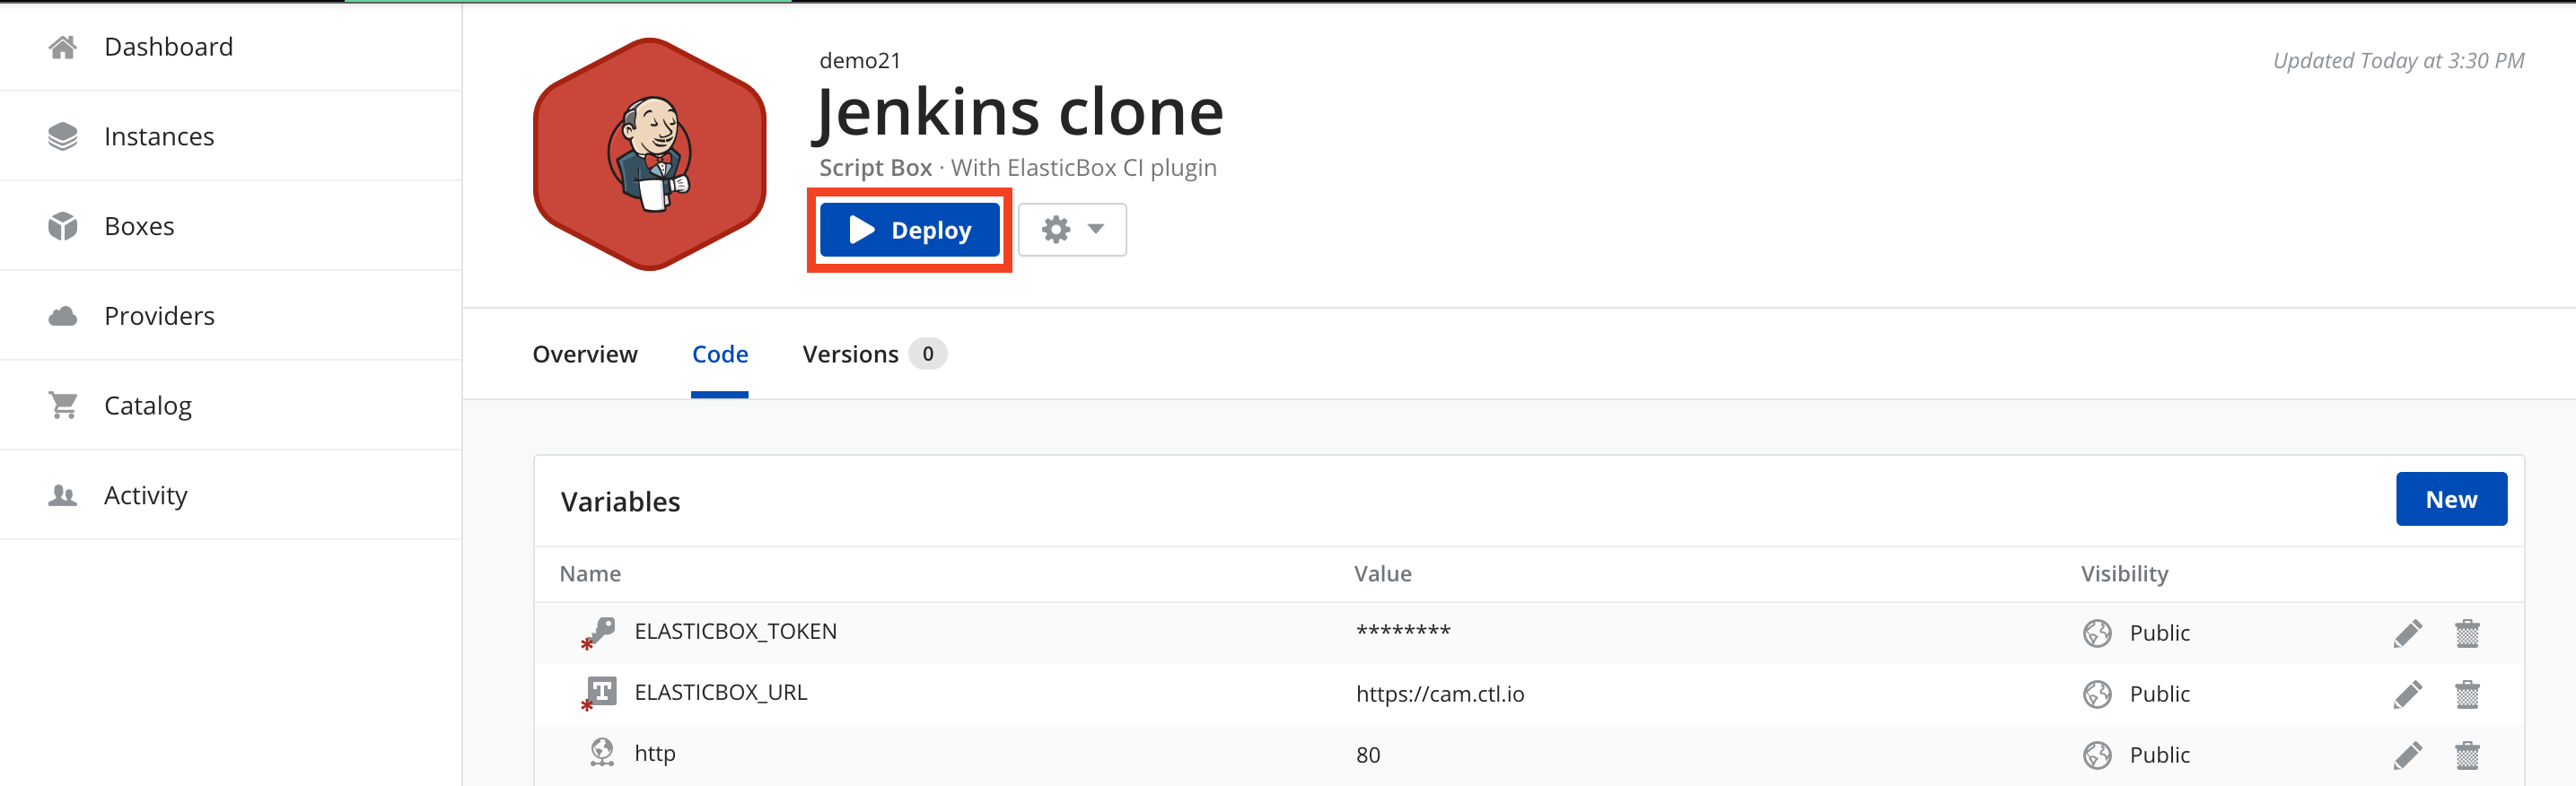 Dashboard
Instances
Boxes
Providers
Catalog
Activity
demo21
Updated Today at 3:30 PM
Jenkins clone
Script Box · With ElasticBox CI plugin
Deploy
Overview Code Versions 0
Variables New
Name Value Visibility
ELASTICBOX_TOKEN ******** Public
ELASTICBOX_URL https://cam.ctl.io Public
http 80 Public